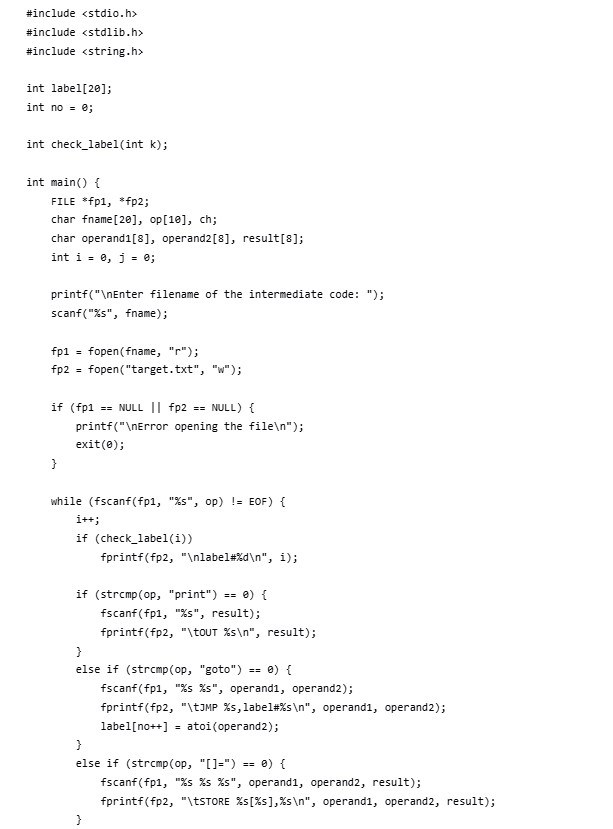 #include <stdio.h>
#include <stdlib.h>
#include <string.h>
int label[20];
int no = 0;
int check_label(int k);
int main() {
FILE *fp1, *fp2;
char fname[20], op[10], ch;
char operand1[8], operand2[8], result[8];
int i = 0, j = 0;
printf("\nEnter filename of the intermediate code: ");
scanf("%s", fname);
fp1 = fopen(fname, "r");
fp2 = fopen("target.txt", "w");
if (fp1 == NULL || fp2 == NULL) {
printf("\nError opening the file\n");
exit(0);
}
while (fscanf(fp1, "%s", op) != EOF) {
i++;
if (check_label(i))
fprintf(fp2, "\nlabel#%d\n", i);
if (strcmp(op, "print") == 0) {
fscanf(fp1, "%s", result);
fprintf(fp2, "\tOUT %s\n", result);
}
else if (strcmp(op, "goto") == 0) {
fscanf(fp1, "%s %s", operand1, operand2);
fprintf(fp2, "\tJMP %s,label#%s\n", operand1, operand2);
label[no++] = atoi(operand2);
}
else if (strcmp(op, "[]=") == 0) {
fscanf(fp1, "%s %s %s", operand1, operand2, result);
fprintf(fp2, "\tSTORE %s[%s],%s\n", operand1, operand2, result);
}